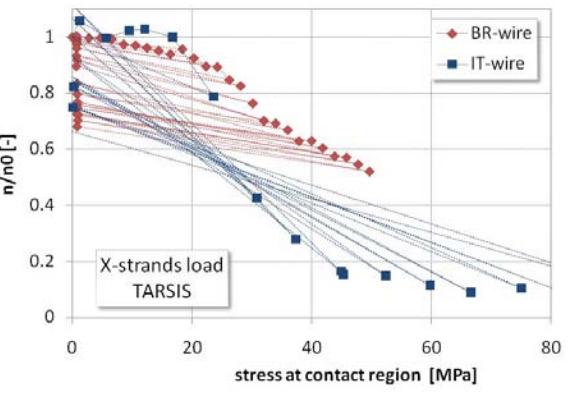 1
0.8
0.6
0.4
0.2
0
n/n0 [-]
BR-wire
IT-wire
X-strands load
TARSIS
0 20 40 60 80
stress at contact region [MPa]